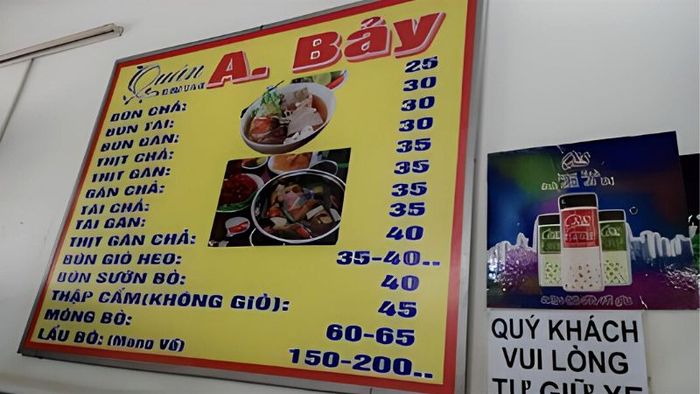 Quán A. Bảy
BÚN CHẢ: 25
BÚN TÁI: 30
BÚN GÂN: 30
THỊT CHẢ: 30
THỊT GÂN: 35
GÂN CHẢ: 35
TÁI CHẢ: 35
TÁI GÂN: 35
THỊT GÂN CHẢ: 40
BÚN GIÒ HEO: 35-40..
BÚN SƯỜN BÒ: 40
THẬP CẨM(KHÔNG GIÒ): 45
MÓNG BÒ: 60-65
LẨU BÒ: (Mang Về) 150-200..
QUÝ KHÁCH
VUI LÒNG
TỰ GIỮ XE